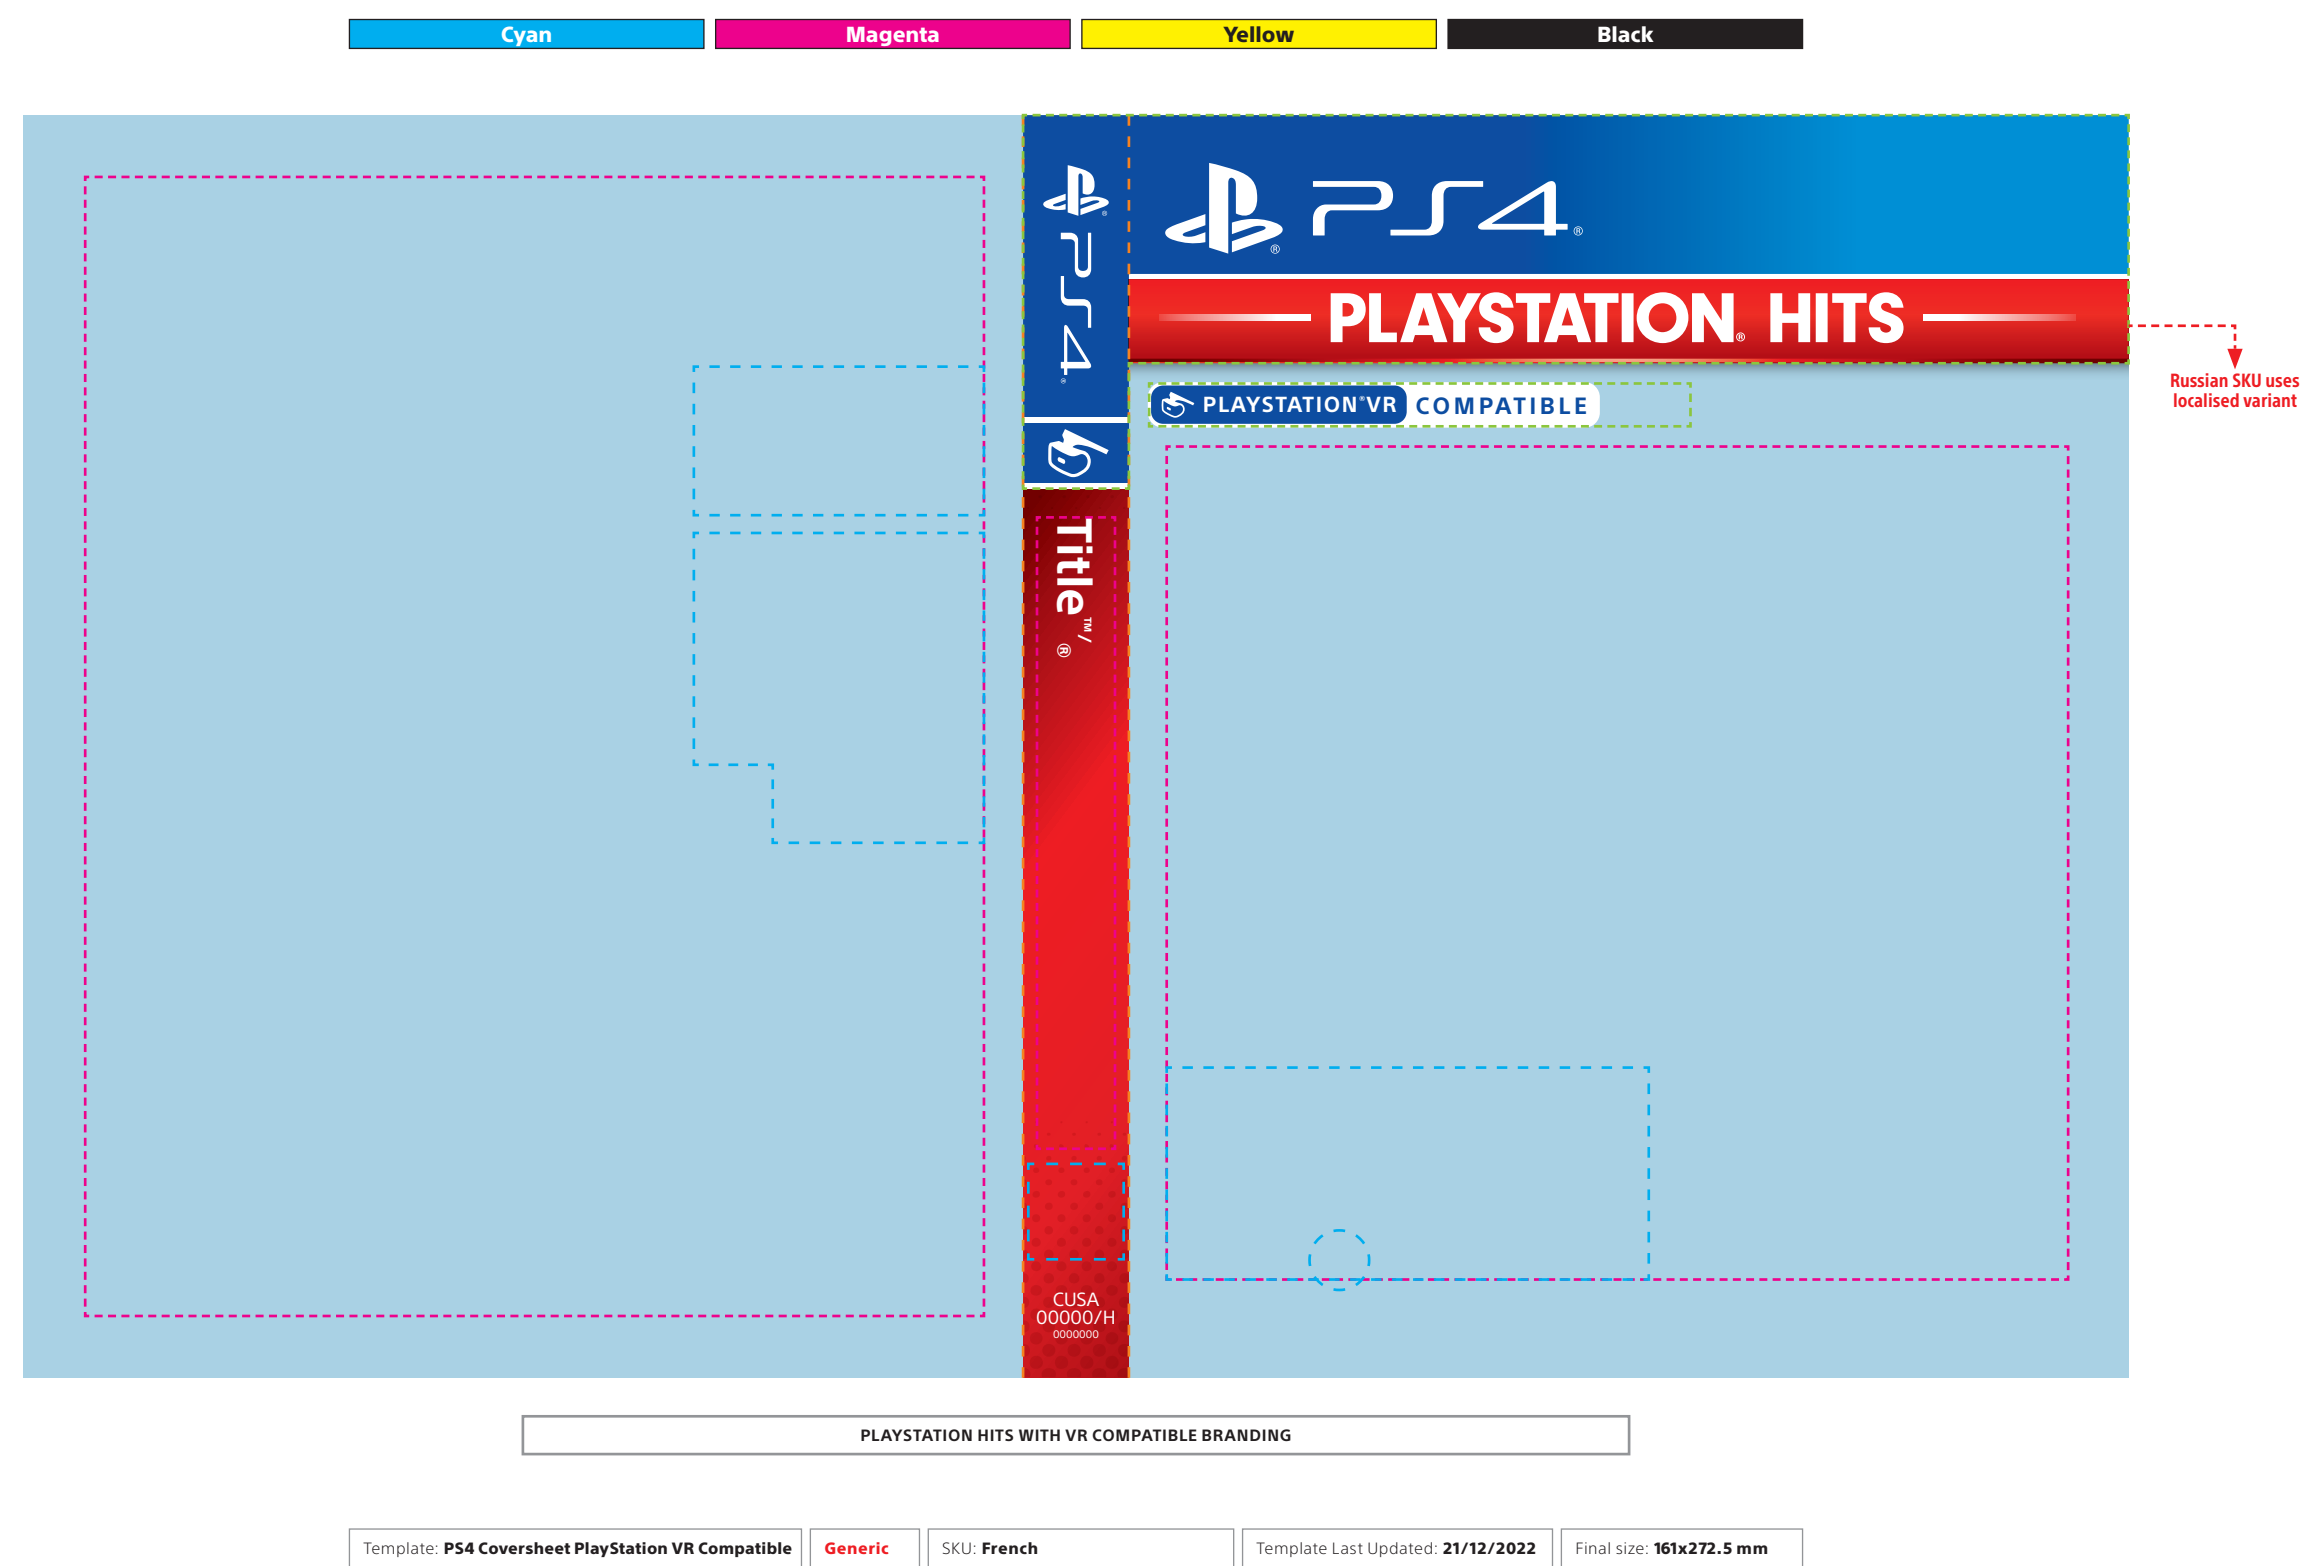 Cyan
Magenta
Yellow
Black
PS4®
PS4®
PLAYSTATION® HITS
Russian SKU uses
localised variant
PLAYSTATION®VR COMPATIBLE
Title™/®
CUSA
00000/H
0000000
PLAYSTATION HITS WITH VR COMPATIBLE BRANDING
Template: PS4 Coversheet PlayStation VR Compatible
Generic
SKU: French
Template Last Updated: 21/12/2022
Final size: 161x272.5 mm